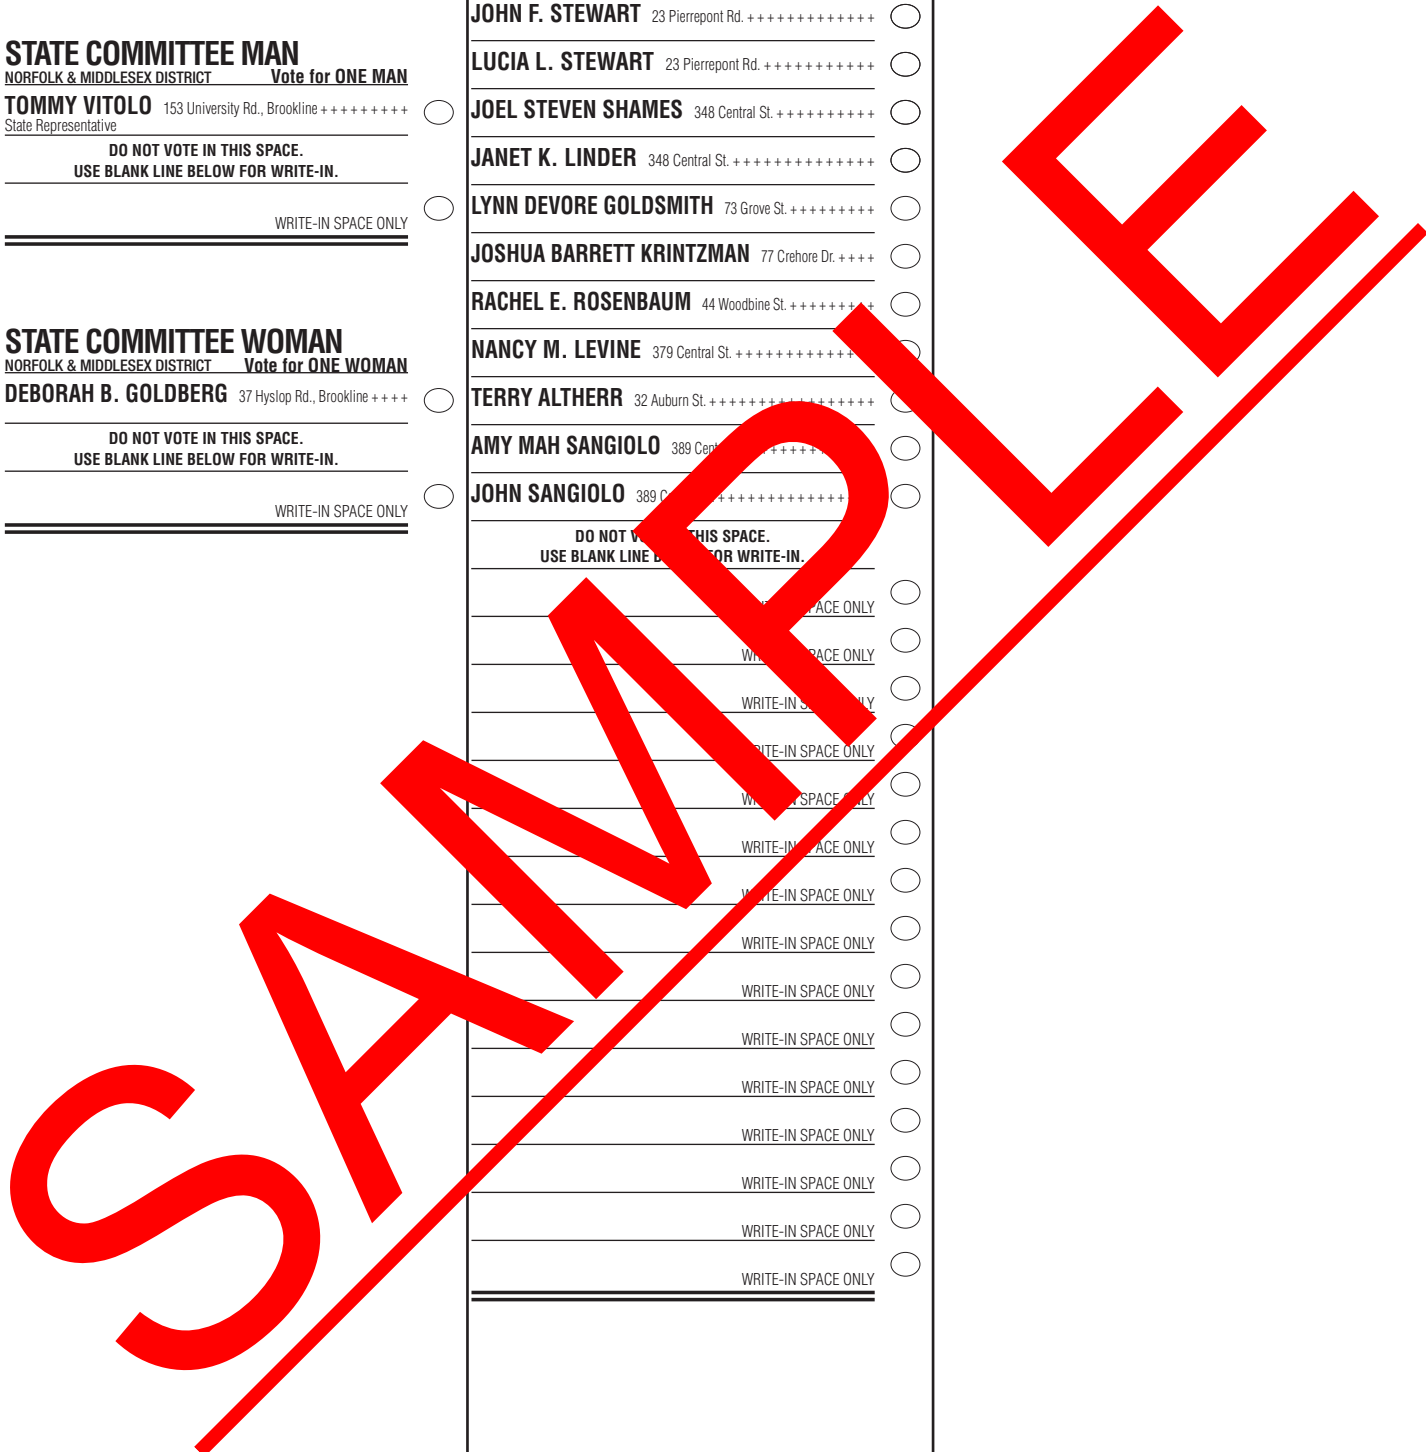 STATE COMMITTEE MAN
NORFOLK & MIDDLESEX DISTRICT Vote for ONE MAN
TOMMY VITOLO 153 University Rd., Brookline + + + + + + + + +
State Representative
DO NOT VOTE IN THIS SPACE.
USE BLANK LINE BELOW FOR WRITE-IN.
WRITE-IN SPACE ONLY
STATE COMMITTEE WOMAN
NORFOLK & MIDDLESEX DISTRICT Vote for ONE WOMAN
DEBORAH B. GOLDBERG 37 Hyslop Rd., Brookline + + + +
DO NOT VOTE IN THIS SPACE.
USE BLANK LINE BELOW FOR WRITE-IN.
WRITE-IN SPACE ONLY
JOHN F. STEWART 23 Pierrepont Rd. + + + + + + + + + + + + +
LUCIA L. STEWART 23 Pierrepont Rd. + + + + + + + + + + +
JOEL STEVEN SHAMES 348 Central St. + + + + + + + + + +
JANET K. LINDER 348 Central St. + + + + + + + + + + + + + +
LYNN DEVORE GOLDSMITH 73 Grove St. + + + + + + + + +
JOSHUA BARRETT KRINTZMAN 77 Crehore Dr. + + + +
RACHEL E. ROSENBAUM 44 Woodbine St. + + + + + + + + +
NANCY M. LEVINE 379 Central St. + + + + + + + + + + + +
TERRY ALTHERR 32 Auburn St. + + + + + + + + + + + + + + + + +
AMY MAH SANGIOLO 389 + + + + + +
JOHN SANGIOLO 389 + + + + + + + + + + + + +
DO NOT THIS SPACE.
USE BLANK LINE FOR WRITE-IN.
SPACE ONLY
SPACE ONLY
WRITE-IN
WRITE-IN SPACE ONLY
SPACE ONLY
WRITE-IN SPACE ONLY
WRITE-IN SPACE ONLY
WRITE-IN SPACE ONLY
WRITE-IN SPACE ONLY
WRITE-IN SPACE ONLY
WRITE-IN SPACE ONLY
WRITE-IN SPACE ONLY
WRITE-IN SPACE ONLY
WRITE-IN SPACE ONLY
WRITE-IN SPACE ONLY
SAMPLE